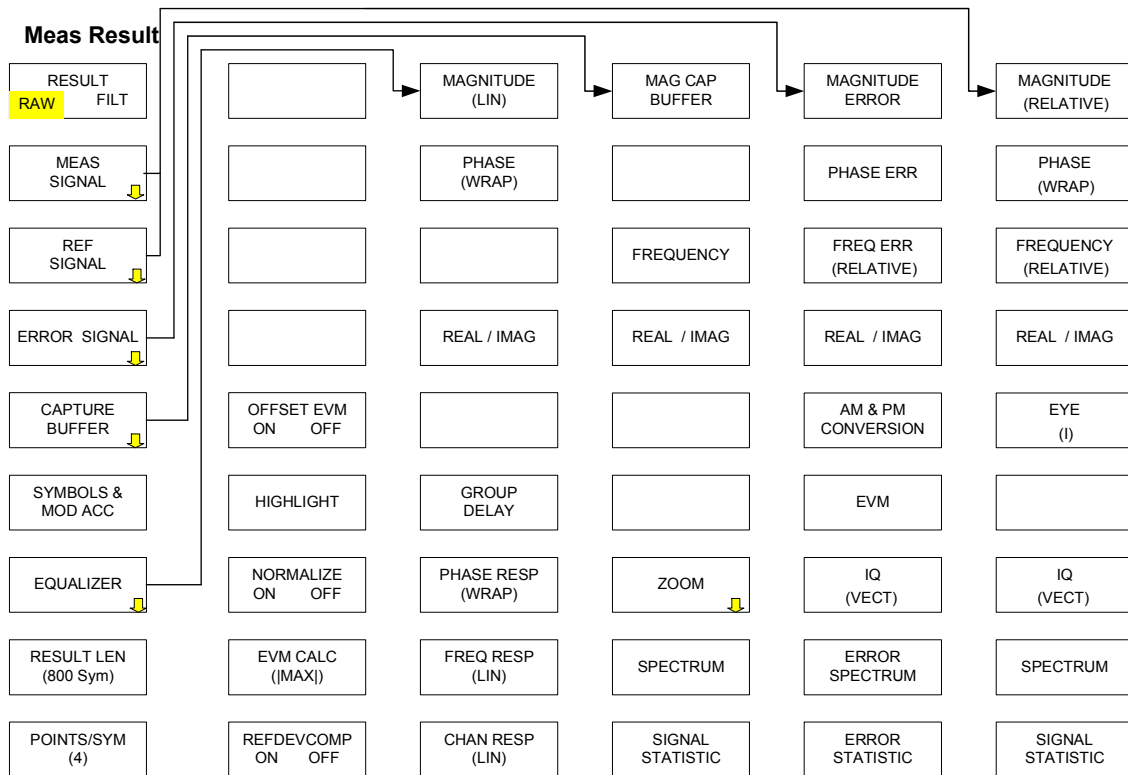 Meas Result
RESULT
RAW FILT
MEAS
SIGNAL
REF
SIGNAL
ERROR SIGNAL
CAPTURE
BUFFER
SYMBOLS &
MOD ACC
EQUALIZER
RESULT LEN
(800 Sym)
POINTS/SYM
(4)
OFFSET EVM
ON OFF
HIGHLIGHT
NORMALIZE
ON OFF
EVM CALC
(|MAX|)
REFDEVCOMP
ON OFF
MAGNITUDE
(LIN)
PHASE
(WRAP)
REAL / IMAG
GROUP
DELAY
PHASE RESP
(WRAP)
FREQ RESP
(LIN)
CHAN RESP
(LIN)
MAG CAP
BUFFER
FREQUENCY
REAL / IMAG
ZOOM
SPECTRUM
SIGNAL
STATISTIC
MAGNITUDE
ERROR
PHASE ERR
FREQ ERR
(RELATIVE)
REAL / IMAG
AM & PM
CONVERSION
EVM
IQ
(VECT)
ERROR
SPECTRUM
ERROR
STATISTIC
MAGNITUDE
(RELATIVE)
PHASE
(WRAP)
FREQUENCY
(RELATIVE)
REAL / IMAG
EYE
(I)
IQ
(VECT)
SPECTRUM
SIGNAL
STATISTIC